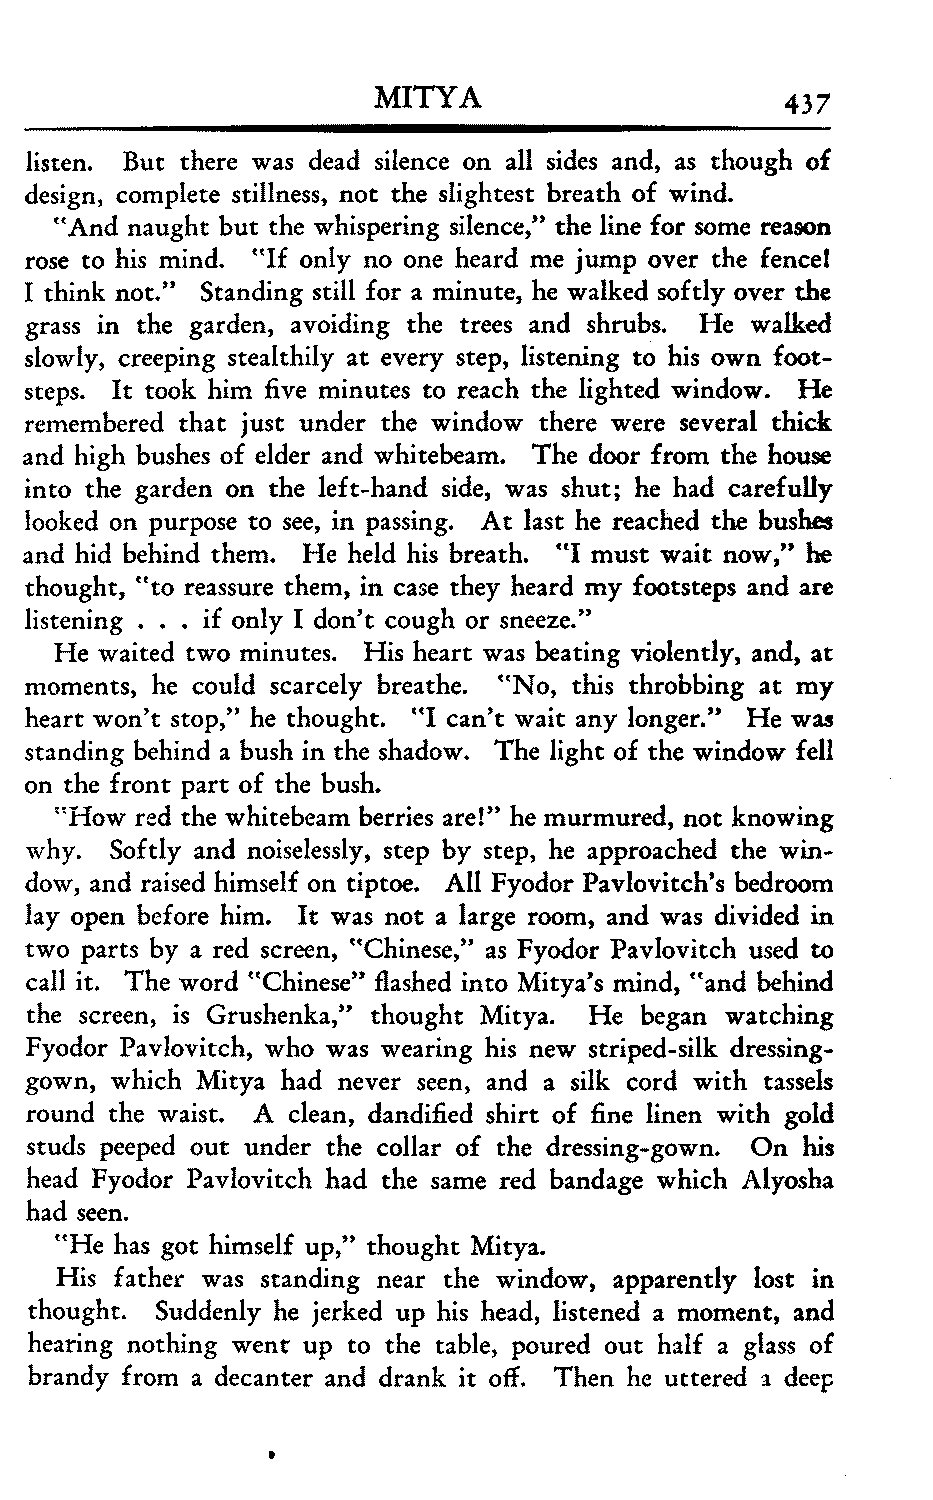 MITYA 437
listen. But there was dead silence on all sides and, as though of
design, complete stillness, not the slightest breath of wind.
"And naught but the whispering silence," the line for some reason
rose to his mind. "If only no one heard me jump over the fence!
I think not." Standing still for a minute, he walked softly over the
grass in the garden, avoiding the trees and shrubs. He walked
slowly, creeping stealthily at every step, listening to his own foot-
steps. It took him five minutes to reach the lighted window. He
remembered that just under the window there were several thick
and high bushes of elder and whitebeam. The door from the house
into the garden on the left-hand side, was shut; he had carefully
looked on purpose to see, in passing. At last he reached the bushes
and hid behind them. He held his breath. "I must wait now," he
thought, "to reassure them, in case they heard my footsteps and are
listening . . . if only I don't cough or sneeze."
He waited two minutes. His heart was beating violently, and, at
moments, he could scarcely breathe. "No, this throbbing at my
heart won't stop," he thought. "I can't wait any longer." He was
standing behind a bush in the shadow. The light of the window fell
on the front part of the bush.
"How red the whitebeam berries are!" he murmured, not knowing
why. Softly and noiselessly, step by step, he approached the win-
dow, and raised himself on tiptoe. All Fyodor Pavlovitch's bedroom
lay open before him. It was not a large room, and was divided in
two parts by a red screen, "Chinese," as Fyodor Pavlovitch used to
call it. The word "Chinese" flashed into Mitya's mind, "and behind
the screen, is Grushenka," thought Mitya. He began watching
Fyodor Pavlovitch, who was wearing his new striped-silk dressing-
gown, which Mitya had never seen, and a silk cord with tassels
round the waist. A clean, dandified shirt of fine linen with gold
studs peeped out under the collar of the dressing-gown. On his
head Fyodor Pavlovitch had the same red bandage which Alyosha
had seen.
"He has got himself up," thought Mitya.
His father was standing near the window, apparently lost in
thought. Suddenly he jerked up his head, listened a moment, and
hearing nothing went up to the table, poured out half a glass of
brandy from a decanter and drank it off. Then he uttered a deep